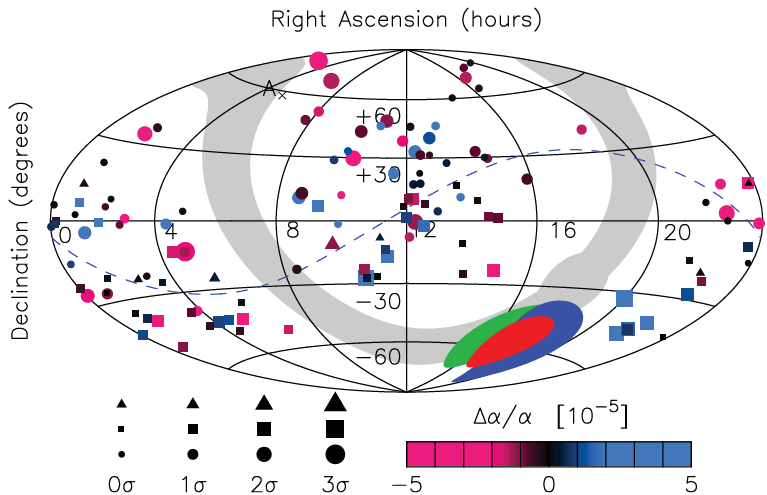 Right Ascension (hours)
Declination (degrees)
Aₓ
+60
+30
0 4 8 12 16 20
−30
−60
Δα/α [10⁻⁵]
0σ 1σ 2σ 3σ
−5 0 5